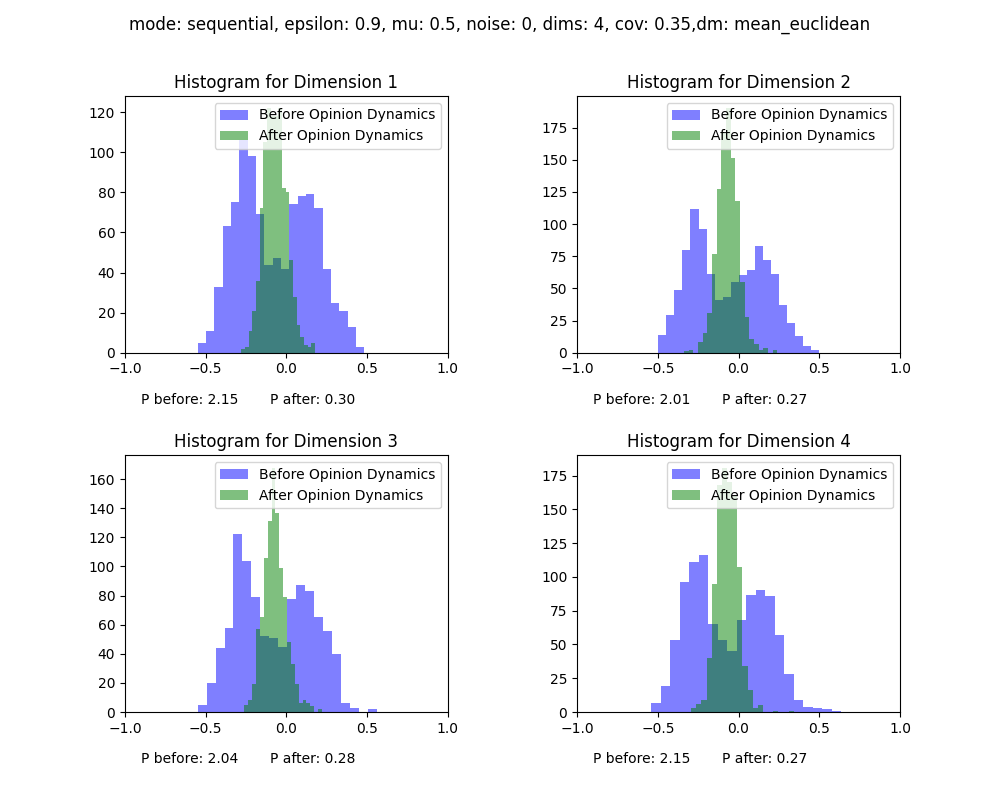 mode: sequential, epsilon: 0.9, mu: 0.5, noise: 0, dims: 4, cov: 0.35,dm: mean_euclidean
Histogram for Dimension 1
Before Opinion Dynamics
After Opinion Dynamics
120
100
80
60
40
20
0
−1.0 −0.5 0.0 0.5 1.0
P before: 2.15 P after: 0.30
Histogram for Dimension 2
Before Opinion Dynamics
After Opinion Dynamics
175
150
125
100
75
50
25
0
−1.0 −0.5 0.0 0.5 1.0
P before: 2.01 P after: 0.27
Histogram for Dimension 3
Before Opinion Dynamics
After Opinion Dynamics
160
140
120
100
80
60
40
20
0
−1.0 −0.5 0.0 0.5 1.0
P before: 2.04 P after: 0.28
Histogram for Dimension 4
Before Opinion Dynamics
After Opinion Dynamics
175
150
125
100
75
50
25
0
−1.0 −0.5 0.0 0.5 1.0
P before: 2.15 P after: 0.27